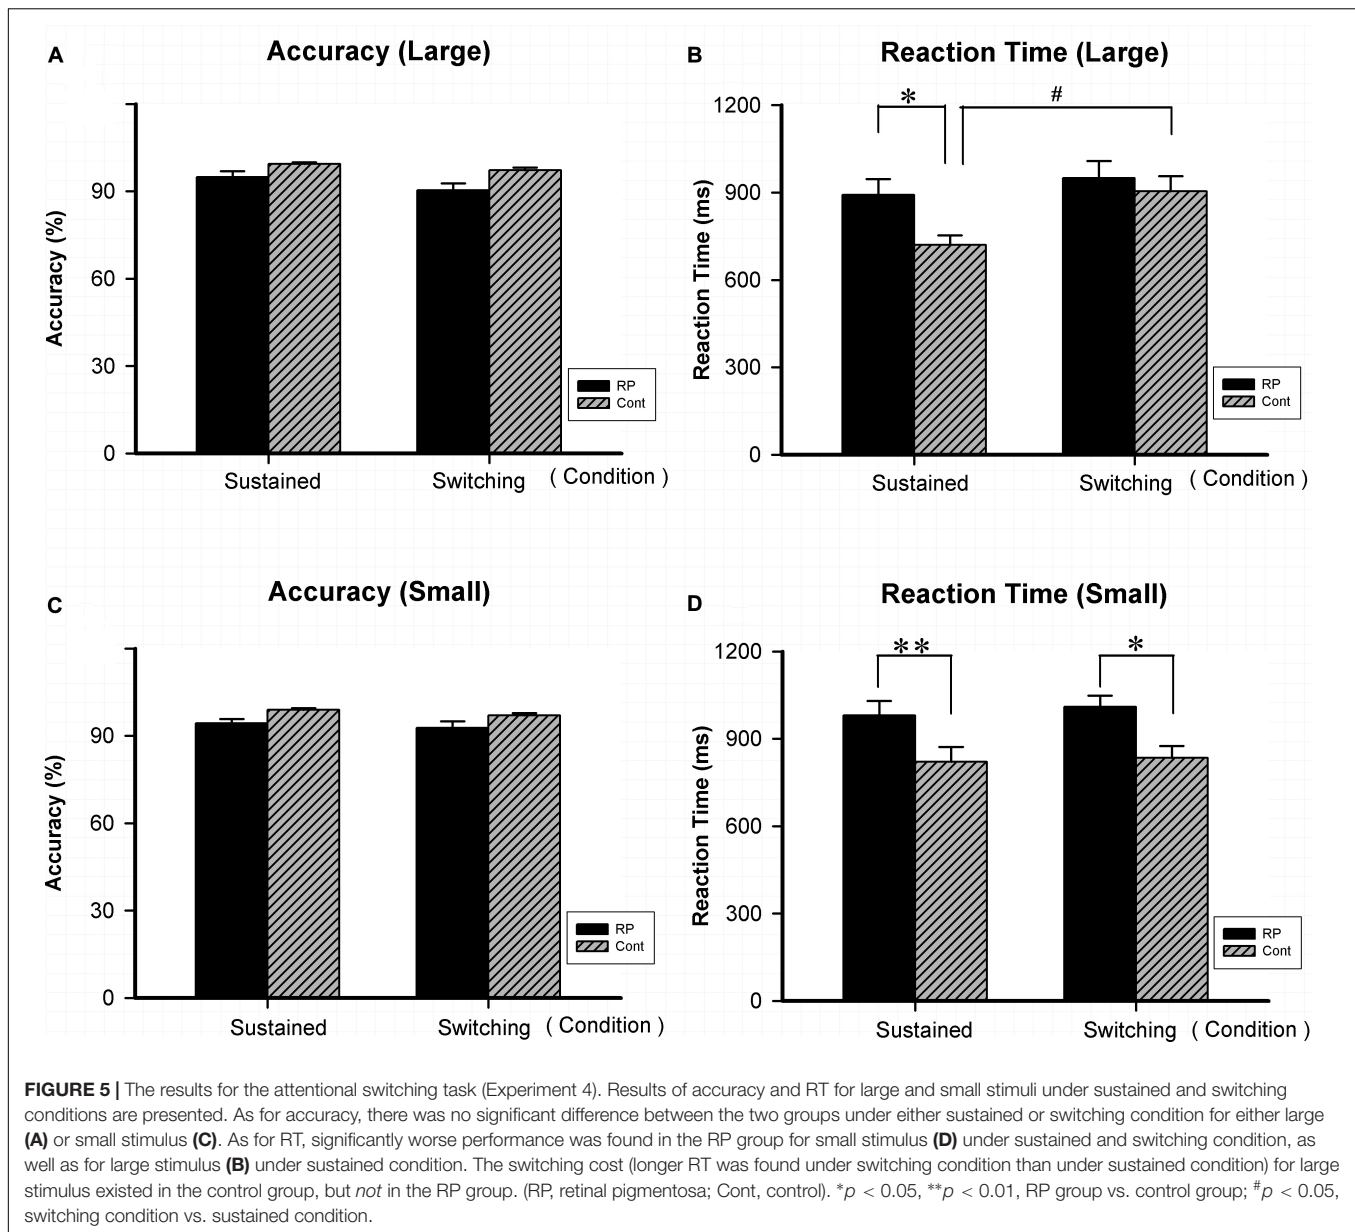 A
Accuracy (Large)
Accuracy (%)
90
60
30
0
RP
Cont
Sustained
Switching
( Condition )
B
Reaction Time (Large)
Reaction Time (ms)
1200
900
600
300
0
*
#
RP
Cont
Sustained
Switching
( Condition )
C
Accuracy (Small)
Accuracy (%)
90
60
30
0
RP
Cont
Sustained
Switching
( Condition )
D
Reaction Time (Small)
Reaction Time (ms)
1200
900
600
300
0
**
*
RP
Cont
Sustained
Switching
( Condition )
FIGURE 5 | The results for the attentional switching task (Experiment 4). Results of accuracy and RT for large and small stimuli under sustained and switching
conditions are presented. As for accuracy, there was no significant difference between the two groups under either sustained or switching condition for either large
(A) or small stimulus (C). As for RT, significantly worse performance was found in the RP group for small stimulus (D) under sustained and switching condition, as
well as for large stimulus (B) under sustained condition. The switching cost (longer RT was found under switching condition than under sustained condition) for large
stimulus existed in the control group, but not in the RP group. (RP, retinal pigmentosa; Cont, control). *p < 0.05, **p < 0.01, RP group vs. control group; #p < 0.05,
switching condition vs. sustained condition.